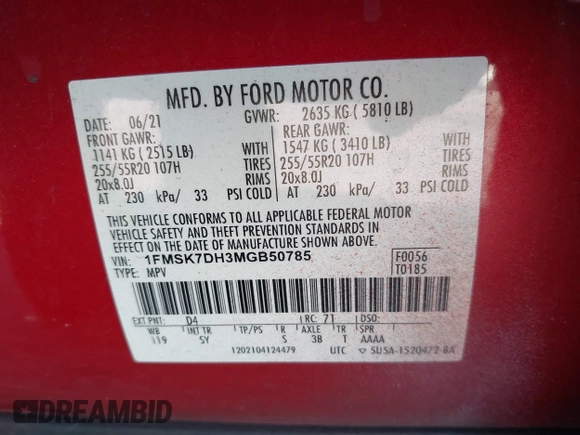 MFD. BY FORD MOTOR CO.
DATE: 06/21 GVWR: 2635 KG ( 5810 LB)
FRONT GAWR: REAR GAWR:
1141 KG ( 2515 LB) 1547 KG ( 3410 LB)
255/55R20 107H TIRES 255/55R20 107H TIRES
20x8.0J RIMS 20x8.0J RIMS
AT 230 kPa/ 33 PSI COLD AT 230 kPa/ 33 PSI COLD
THIS VEHICLE CONFORMS TO ALL APPLICABLE FEDERAL MOTOR
VEHICLE SAFETY AND THEFT PREVENTION STANDARDS IN
EFFECT ON THE DATE OF MANUFACTURE SHOWN ABOVE.
VIN: 1FMSK7DH3MGB50785 F0056
TYPE: MPV T0185
EXT PNT: D4 RC: 71 DSO:
WB INT TR TP/PS R AXLE TR SPR
119 SY S 3B T AAAA
1202104124479 UTC 5U5A-1520472-BA
DREAMBID